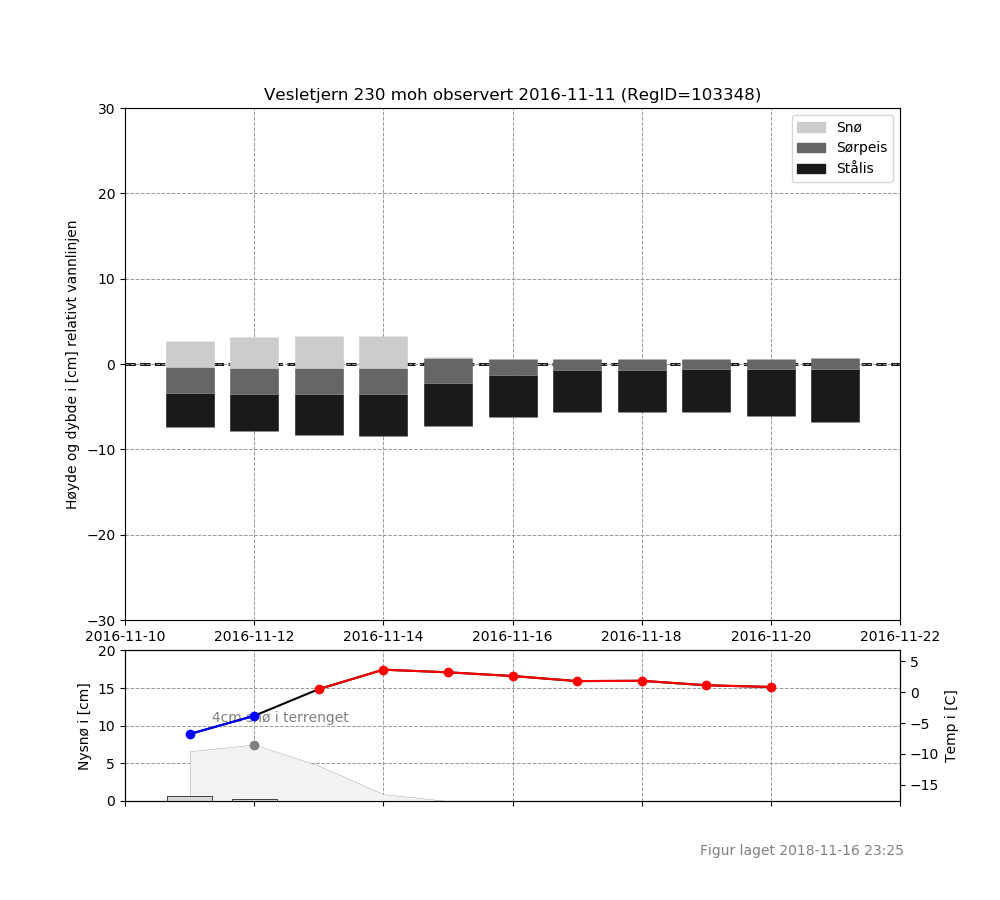 Vesletjern 230 moh observert 2016-11-11 (RegID=103348)
Snø
Sørpeis
Stålis
Høyde og dybde i [cm] relativt vannlinjen
30
20
10
0
−10
−20
−30
2016-11-10 2016-11-12 2016-11-14 2016-11-16 2016-11-18 2016-11-20 2016-11-22
Nysnø i [cm]
20
15
10
5
0
4cm snø i terrenget
5
0
−5
−10
−15
Temp i [C]
Figur laget 2018-11-16 23:25